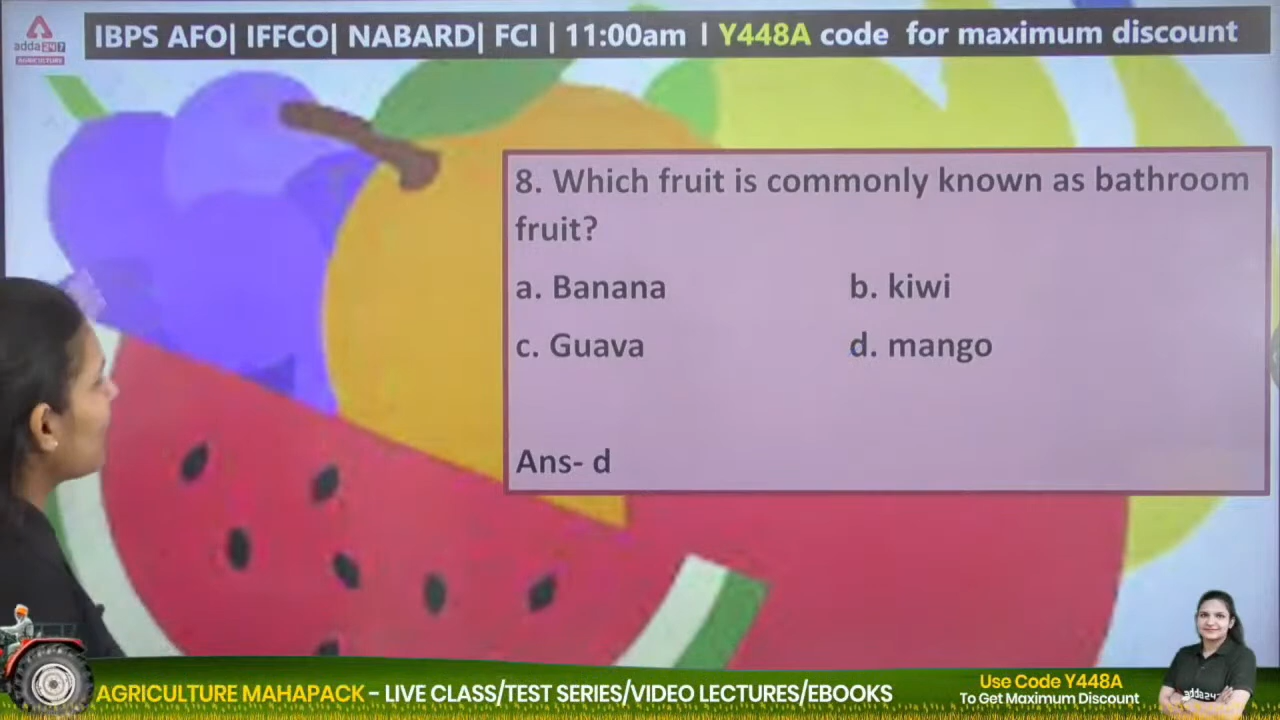 adda247
AGRICULTURE
IBPS AFO| IFFCO| NABARD| FCI | 11:00am I Y448A code for maximum discount
8. Which fruit is commonly known as bathroom
fruit?
a. Banana b. kiwi
c. Guava d. mango
Ans- d
AGRICULTURE MAHAPACK – LIVE CLASS/TEST SERIES/VIDEO LECTURES/EBOOKS
Use Code Y448A
To Get Maximum Discount
adda247